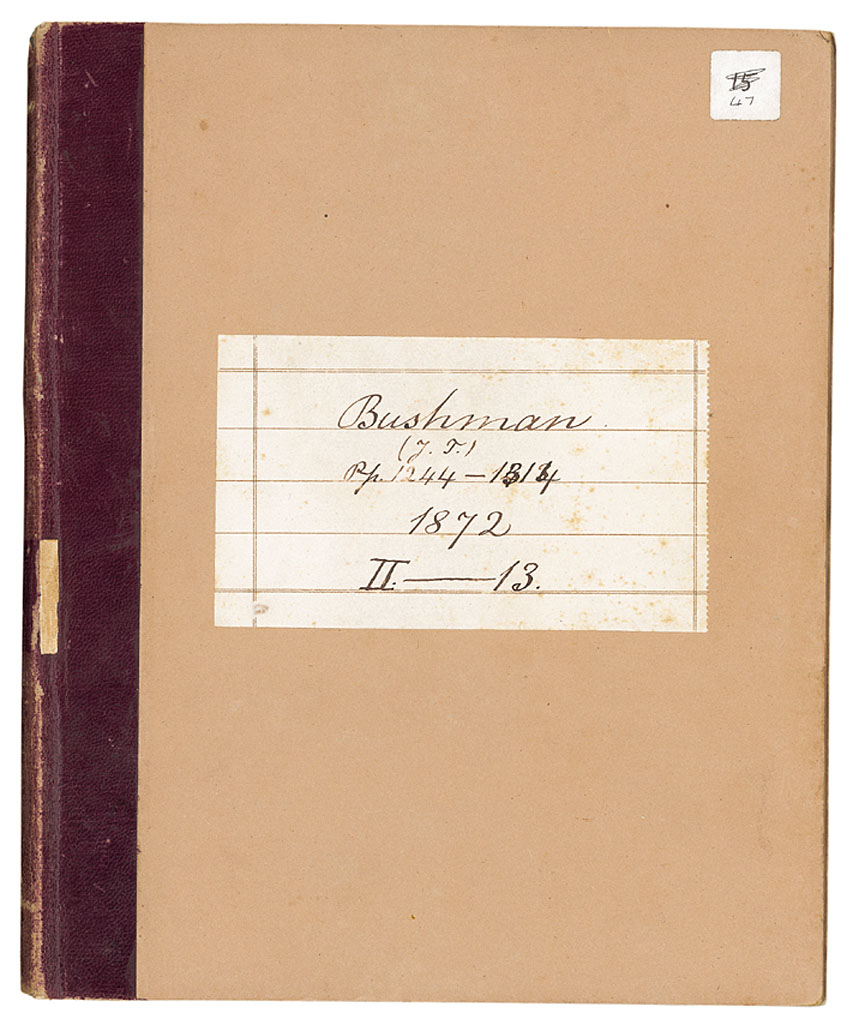 47
Bushman.
(J. T.)
Pp. 1244 — 1314
1872
II. — 13.